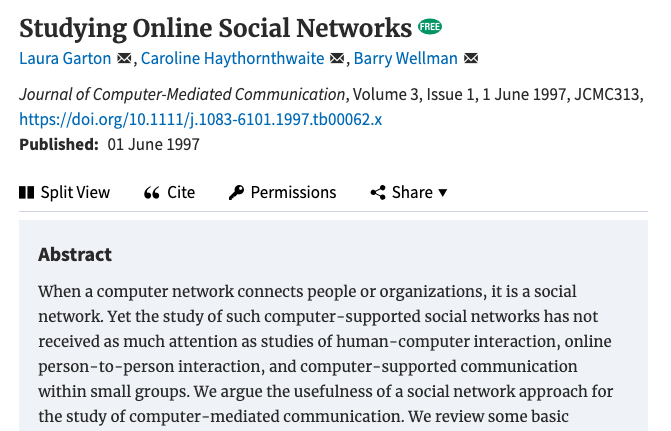 Studying Online Social Networks FREE
Laura Garton, Caroline Haythornthwaite, Barry Wellman
Journal of Computer-Mediated Communication, Volume 3, Issue 1, 1 June 1997, JCMC313,
https://doi.org/10.1111/j.1083-6101.1997.tb00062.x
Published: 01 June 1997
Split View Cite Permissions Share
Abstract
When a computer network connects people or organizations, it is a social
network. Yet the study of such computer-supported social networks has not
received as much attention as studies of human-computer interaction, online
person-to-person interaction, and computer-supported communication
within small groups. We argue the usefulness of a social network approach for
the study of computer-mediated communication. We review some basic